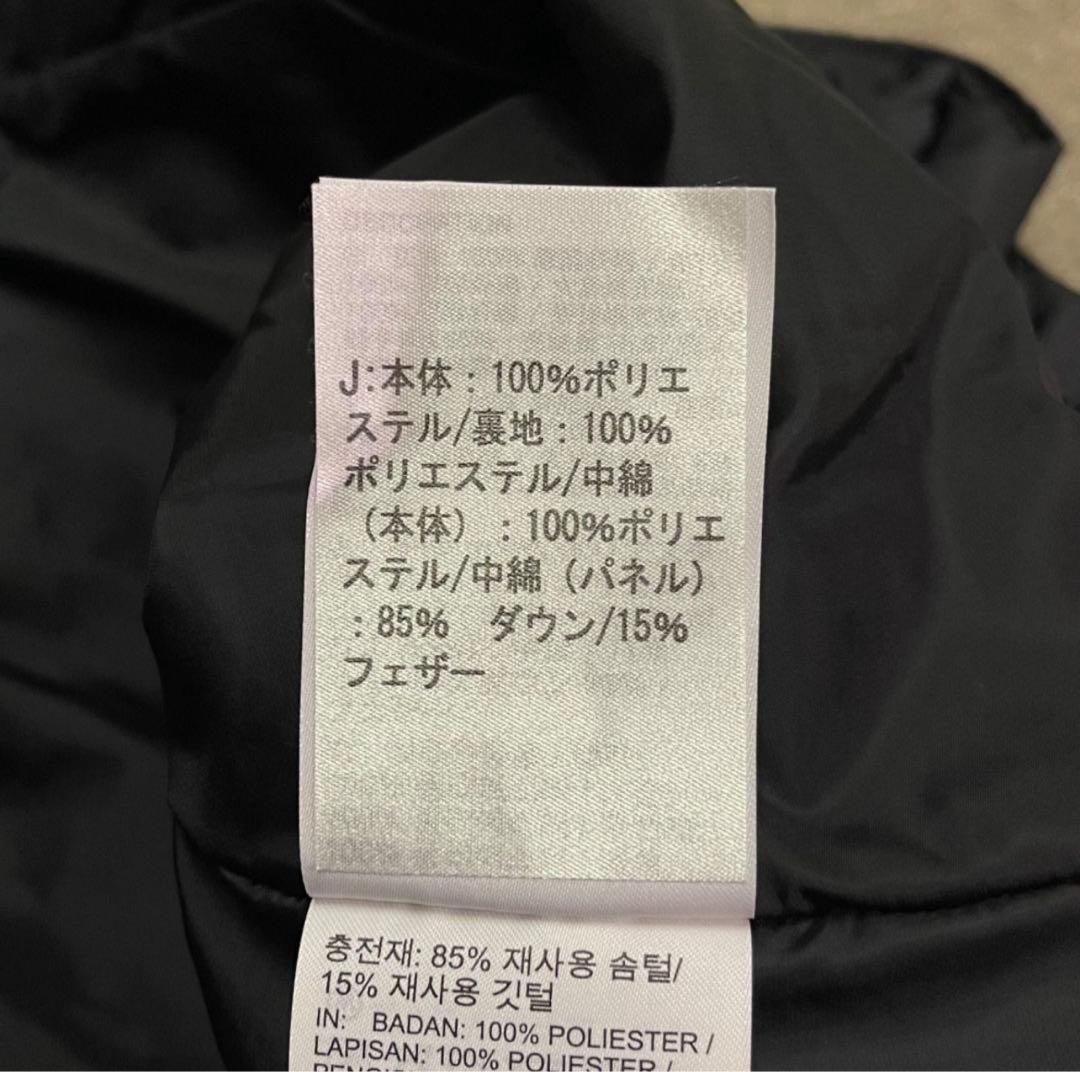 J:本体：100%ポリエ
ステル/裏地：100%
ポリエステル/中綿
（本体）：100%ポリエ
ステル/中綿（パネル）
：85%　ダウン/15%
フェザー
충전재: 85% 재사용 솜털/
15% 재사용 깃털
IN: BADAN: 100% POLIESTER /
LAPISAN: 100% POLIESTER /